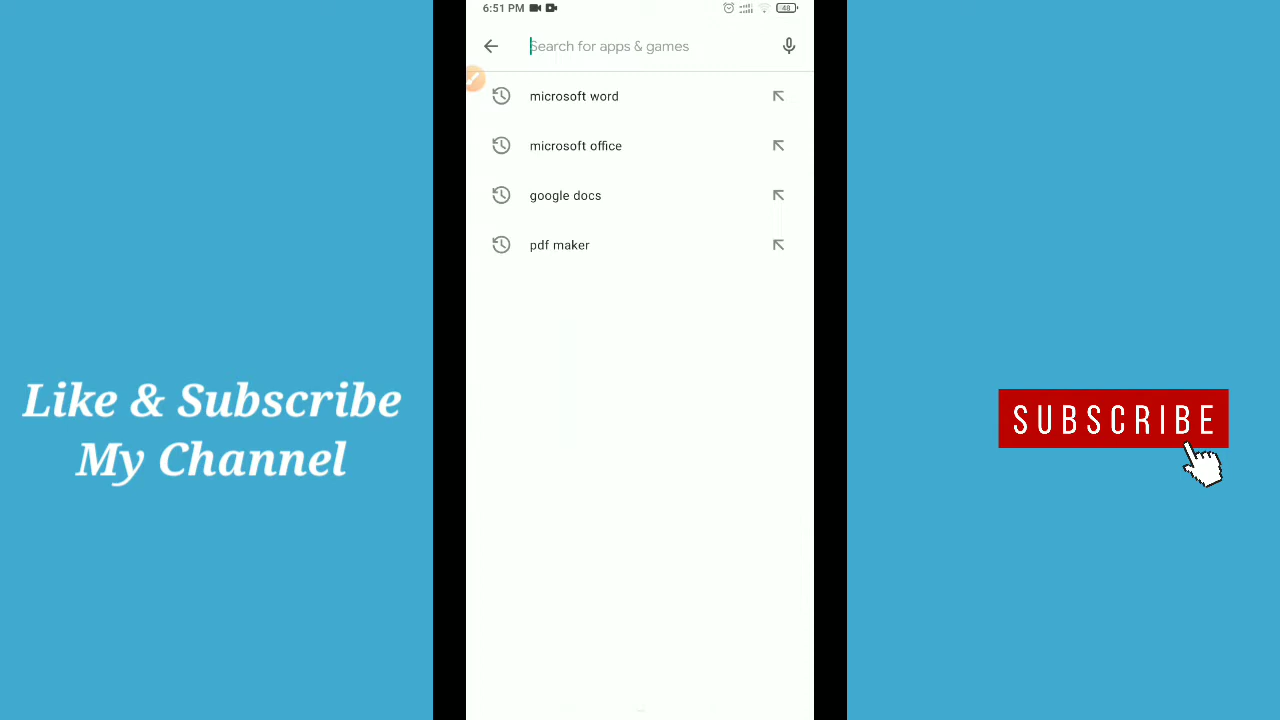 6:51 PM
48
Search for apps & games
microsoft word
microsoft office
google docs
pdf maker
Like & Subscribe
My Channel
SUBSCRIBE